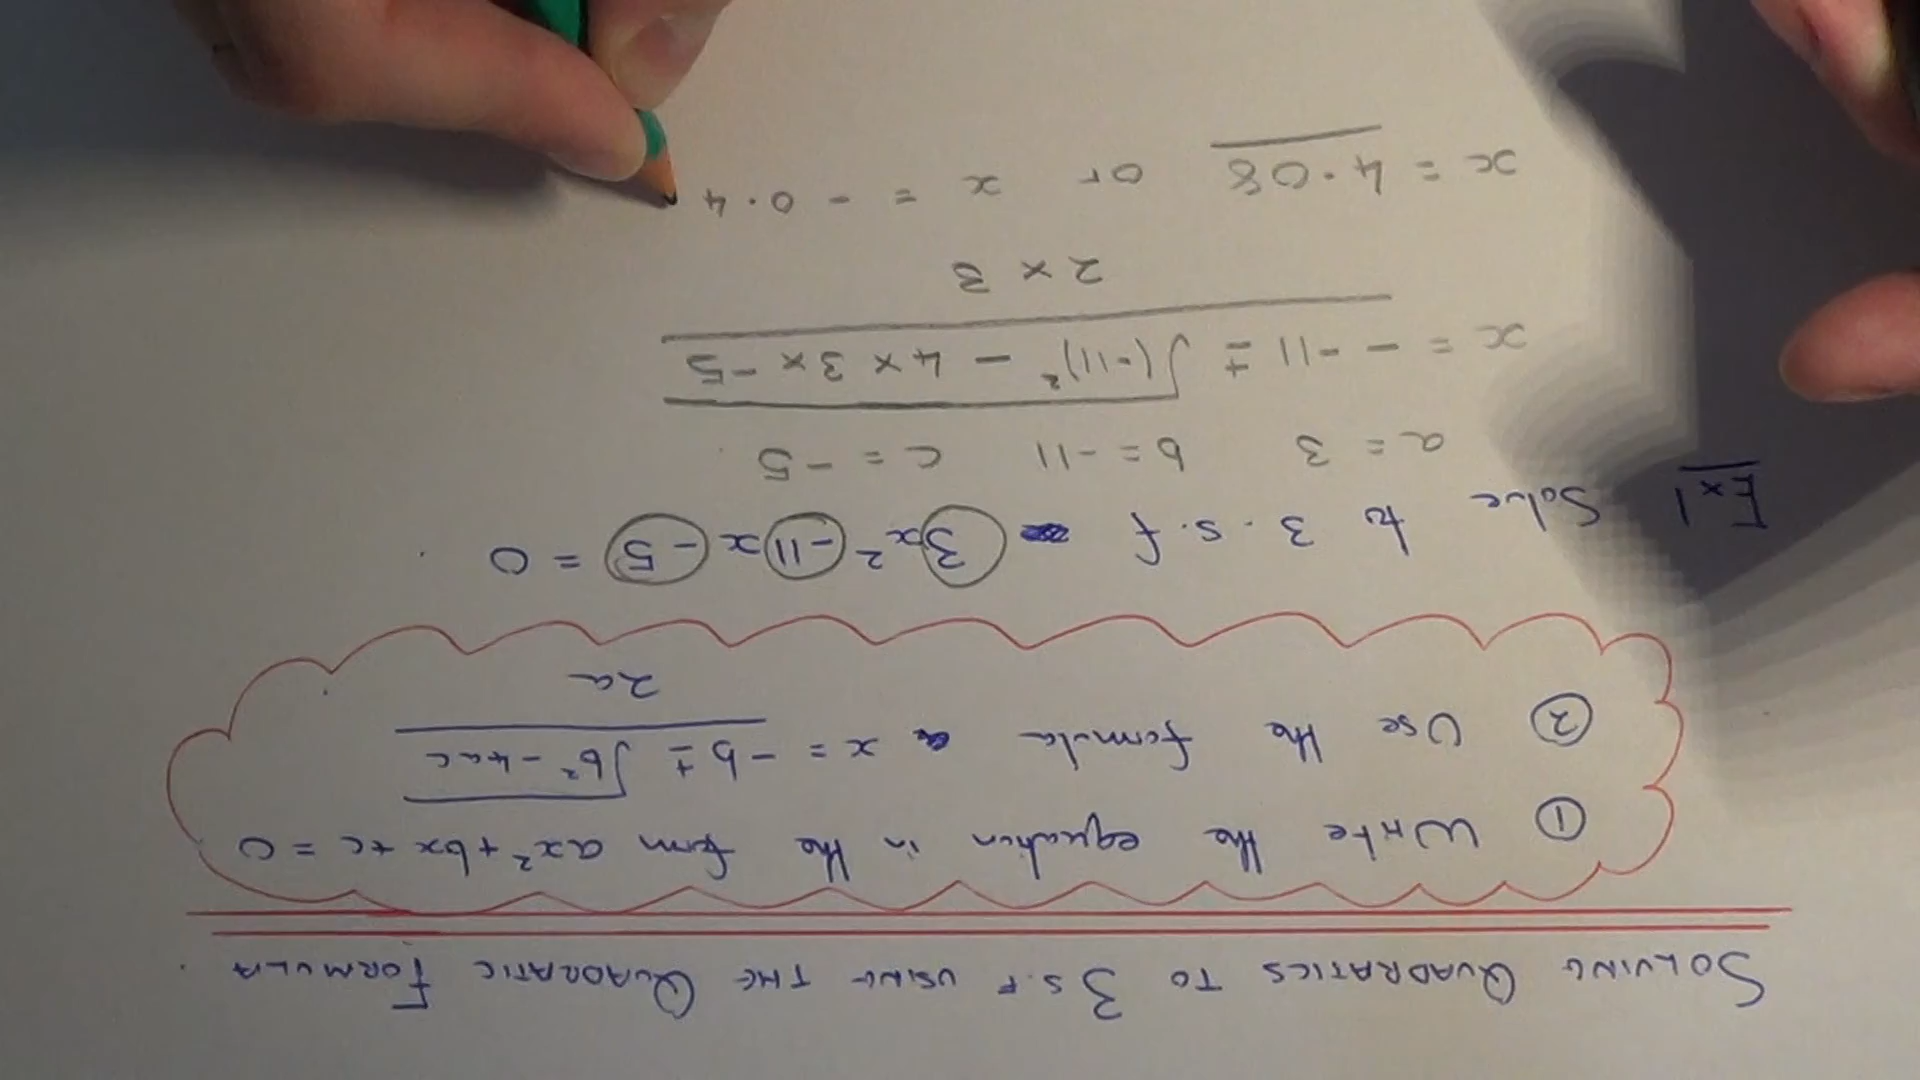 SOLVING QUADRATICS TO 3 S.F USING THE QUADRATIC FORMULA.
① Write the equation in the form ax² + bx + c = 0
② Use the formula x = -b ± √b² - 4ac / 2a
Ex 1 Solve to 3.s.f 3x² -11x -5 = 0.
a = 3 b = -11 c = -5
x = - -11 ± √(-11)² - 4 x 3 x -5
2 x 3
x = 4.08 or x = - 0.4